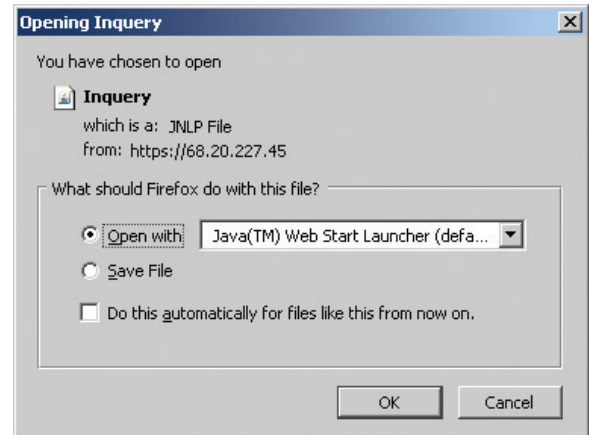 Opening Inquery
You have chosen to open
Inquery
which is a: JNLP File
from: https://68.20.227.45
What should Firefox do with this file?
Open with Java(TM) Web Start Launcher (defa...
Save File
Do this automatically for files like this from now on.
OK Cancel